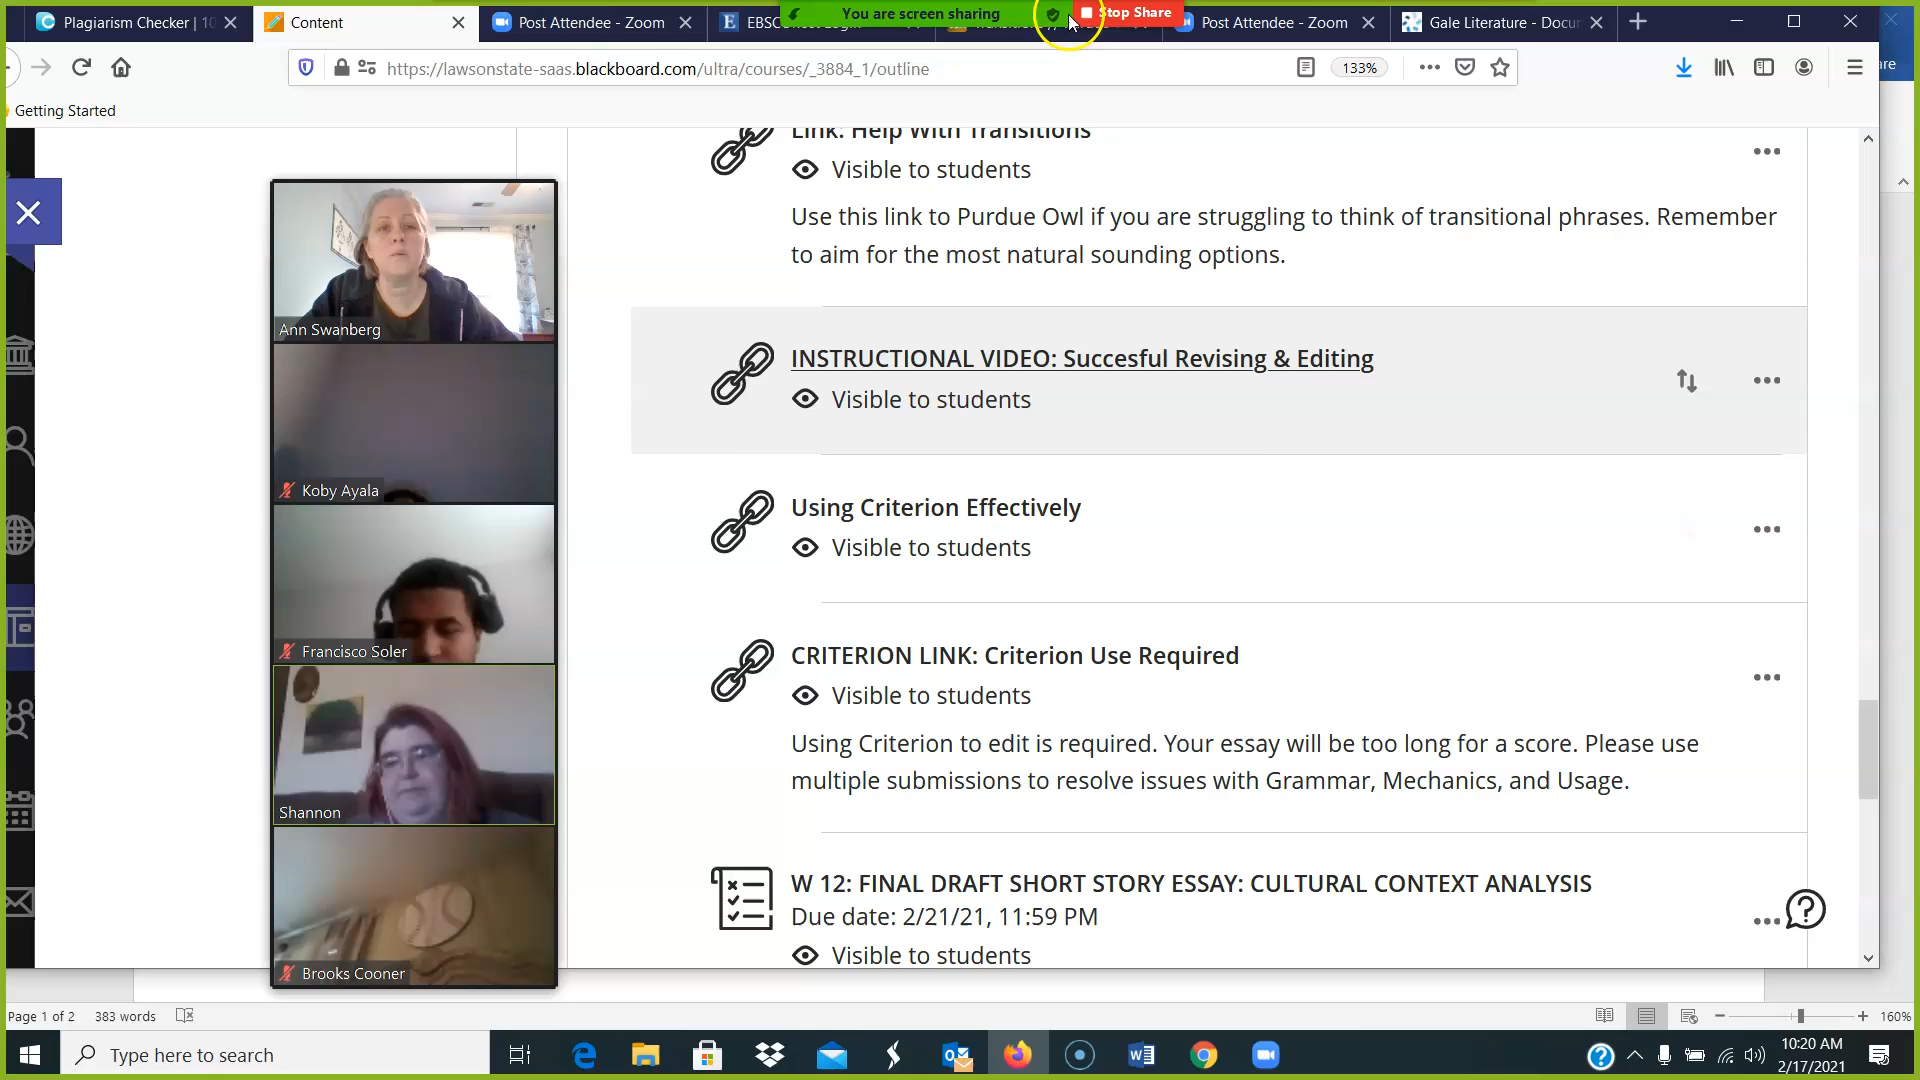 Plagiarism Checker | 10
Content
Post Attendee - Zoom
EBSC
You are screen sharing
Stop Share
Post Attendee - Zoom
Gale Literature - Docum
https://lawsonstate-saas.blackboard.com/ultra/courses/_3884_1/outline
133%
are
Getting Started
Link: Help With Transitions
Visible to students
Use this link to Purdue Owl if you are struggling to think of transitional phrases. Remember
to aim for the most natural sounding options.
Ann Swanberg
INSTRUCTIONAL VIDEO: Succesful Revising & Editing
Visible to students
Koby Ayala
Using Criterion Effectively
Visible to students
Francisco Soler
CRITERION LINK: Criterion Use Required
Visible to students
Using Criterion to edit is required. Your essay will be too long for a score. Please use
multiple submissions to resolve issues with Grammar, Mechanics, and Usage.
Shannon
W 12: FINAL DRAFT SHORT STORY ESSAY: CULTURAL CONTEXT ANALYSIS
Due date: 2/21/21, 11:59 PM
Visible to students
Brooks Cooner
Page 1 of 2
383 words
160%
Type here to search
10:20 AM
2/17/2021